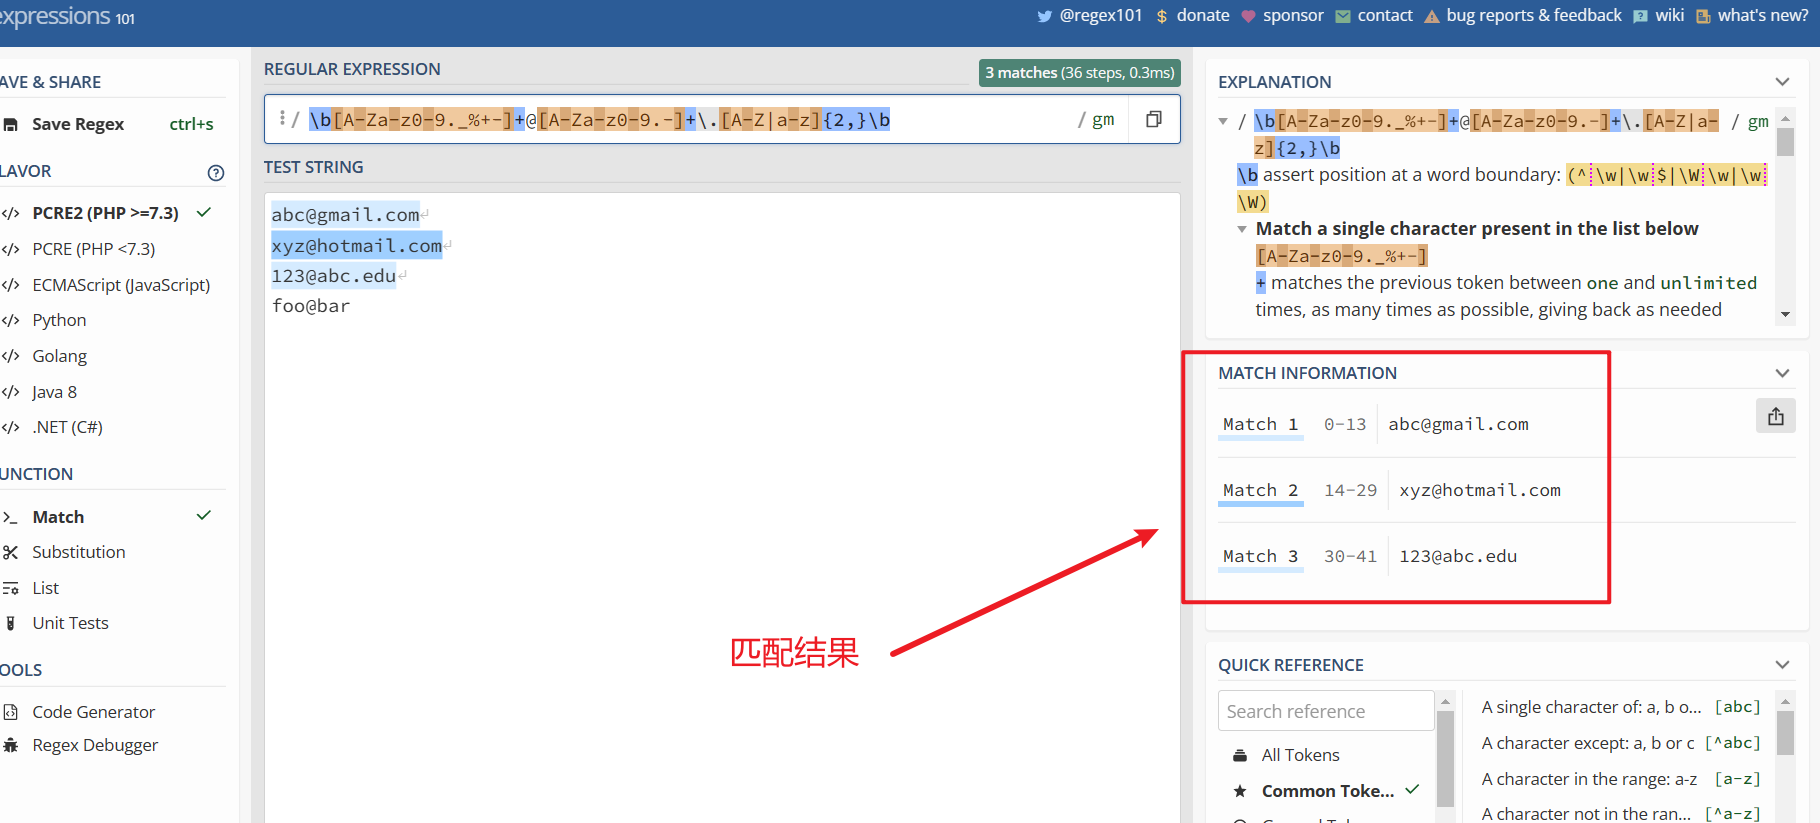 expressions 101
@regex101 donate sponsor contact bug reports & feedback wiki what's new?
AVE & SHARE
Save Regex ctrl+s
LAVOR
PCRE2 (PHP >=7.3)
PCRE (PHP <7.3)
ECMAScript (JavaScript)
Python
Golang
Java 8
.NET (C#)
UNCTION
Match
Substitution
List
Unit Tests
OOLS
Code Generator
Regex Debugger
REGULAR EXPRESSION
3 matches (36 steps, 0.3ms)
/ \b[A-Za-z0-9._%+-]+@[A-Za-z0-9.-]+\.[A-Z|a-z]{2,}\b / gm
TEST STRING
abc@gmail.com
xyz@hotmail.com
123@abc.edu
foo@bar
匹配结果
EXPLANATION
/ \b[A-Za-z0-9._%+-]+@[A-Za-z0-9.-]+\.[A-Z|a- / gm
z]{2,}\b
\b assert position at a word boundary: (^\w|\w$|\W\w|\w
\W)
Match a single character present in the list below
[A-Za-z0-9._%+-]
+ matches the previous token between one and unlimited
times, as many times as possible, giving back as needed
MATCH INFORMATION
Match 1 0-13 abc@gmail.com
Match 2 14-29 xyz@hotmail.com
Match 3 30-41 123@abc.edu
QUICK REFERENCE
Search reference
All Tokens
Common Toke...
A single character of: a, b o... [abc]
A character except: a, b or c [^abc]
A character in the range: a-z [a-z]
A character not in the ran... [^a-z]